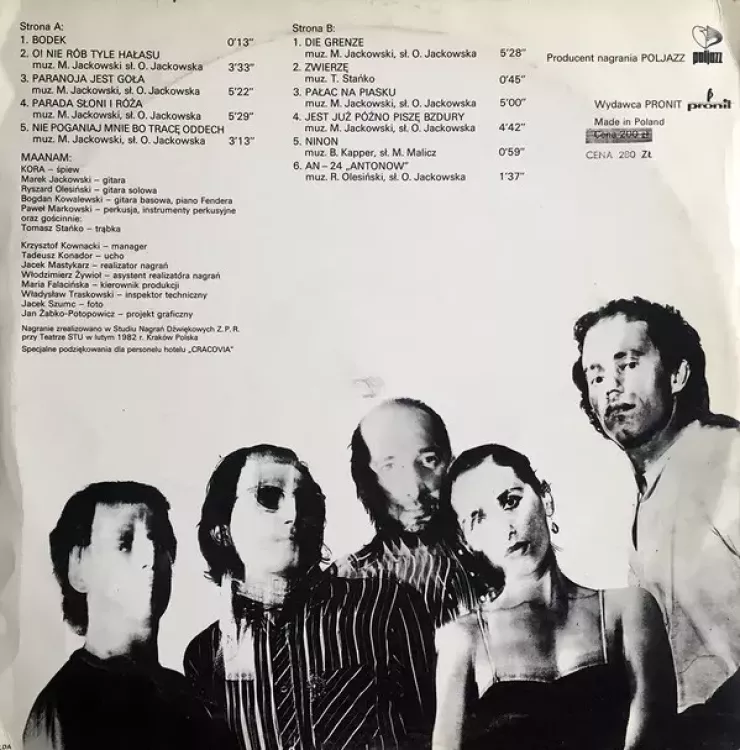 Strona A:
1. BODEK 0'13"
2. O! NIE RÓB TYLE HAŁASU
muz. M. Jackowski, sł. O. Jackowska 3'33"
3. PARANOJA JEST GOŁA
muz. M. Jackowski, sł. O. Jackowska 5'22"
4. PARADA SŁONI I RÓŻA
muz. M. Jackowski, sł. O. Jackowska 5'29"
5. NIE POGANIAJ MNIE BO TRACĘ ODDECH
muz. M. Jackowski, sł. O. Jackowska 3'13"
MAANAM:
KORA – śpiew
Marek Jackowski – gitara
Ryszard Olesiński – gitara solowa
Bogdan Kowalewski – gitara basowa, piano Fendera
Paweł Markowski – perkusja, instrumenty perkusyjne
oraz gościnnie:
Tomasz Stańko – trąbka
Krzysztof Kownacki – manager
Tadeusz Konador – ucho
Jacek Mastykarz – realizator nagrań
Włodzimierz Żywioł – asystent realizatóra nagrań
Maria Falacińska – kierownik produkcji
Władysław Traskowski – inspektor techniczny
Jacek Szumc – foto
Jan Żabko-Potopowicz – projekt graficzny
Nagranie zrealizowano w Studiu Nagrań Dźwiękowych Z.P.R.
przy Teatrze STU w lutym 1982 r. Kraków Polska
Specjalne podziękowania dla personelu hotelu „CRACOVIA"
Strona B:
1. DIE GRENZE
muz. M. Jackowski, sł. O. Jackowska 5'28"
2. ZWIERZĘ
muz. T. Stańko 0'45"
3. PAŁAC NA PIASKU
muz. M. Jackowski, sł. O. Jackowska 5'00"
4. JEST JUŻ PÓŹNO PISZĘ BZDURY
muz. M. Jackowski, sł. O. Jackowska 4'42"
5. NINON
muz. B. Kapper, sł. M. Malicz 0'59"
6. AN–24 „ANTONOW"
muz. R. Olesiński, sł. O. Jackowska 1'37"
Producent nagrania POLJAZZ poljazz
Wydawca PRONIT pronit
Made in Poland
Cena 200 zł
CENA 280 ZŁ